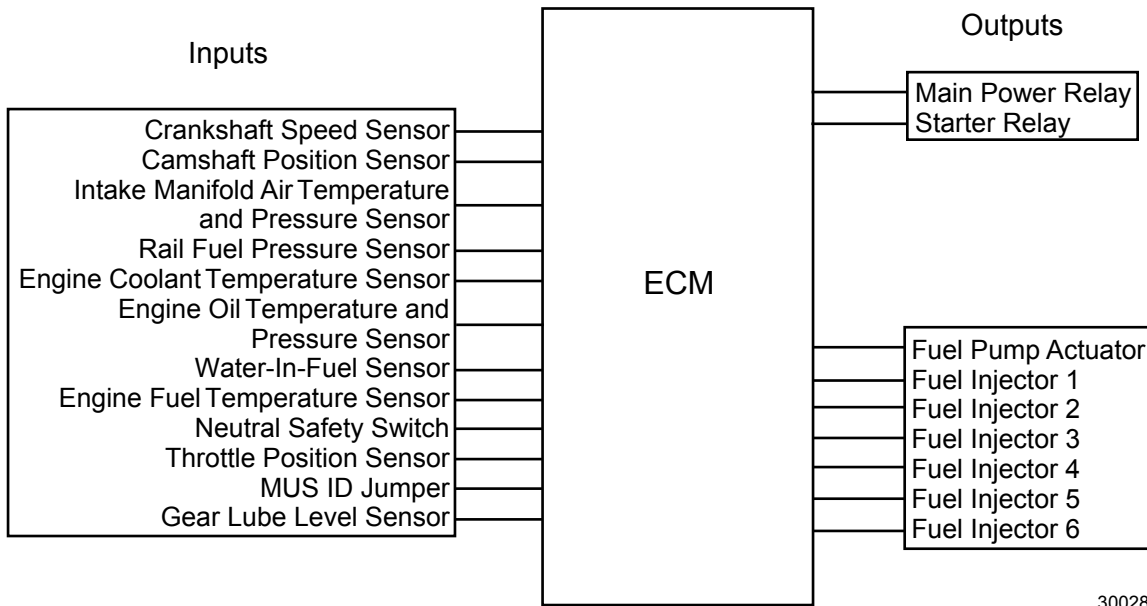 Inputs
Crankshaft Speed Sensor
Camshaft Position Sensor
Intake Manifold Air Temperature
and Pressure Sensor
Rail Fuel Pressure Sensor
Engine Coolant Temperature Sensor
Engine Oil Temperature and
Pressure Sensor
Water-In-Fuel Sensor
Engine Fuel Temperature Sensor
Neutral Safety Switch
Throttle Position Sensor
MUS ID Jumper
Gear Lube Level Sensor
ECM
Outputs
Main Power Relay
Starter Relay
Fuel Pump Actuator
Fuel Injector 1
Fuel Injector 2
Fuel Injector 3
Fuel Injector 4
Fuel Injector 5
Fuel Injector 6
30028